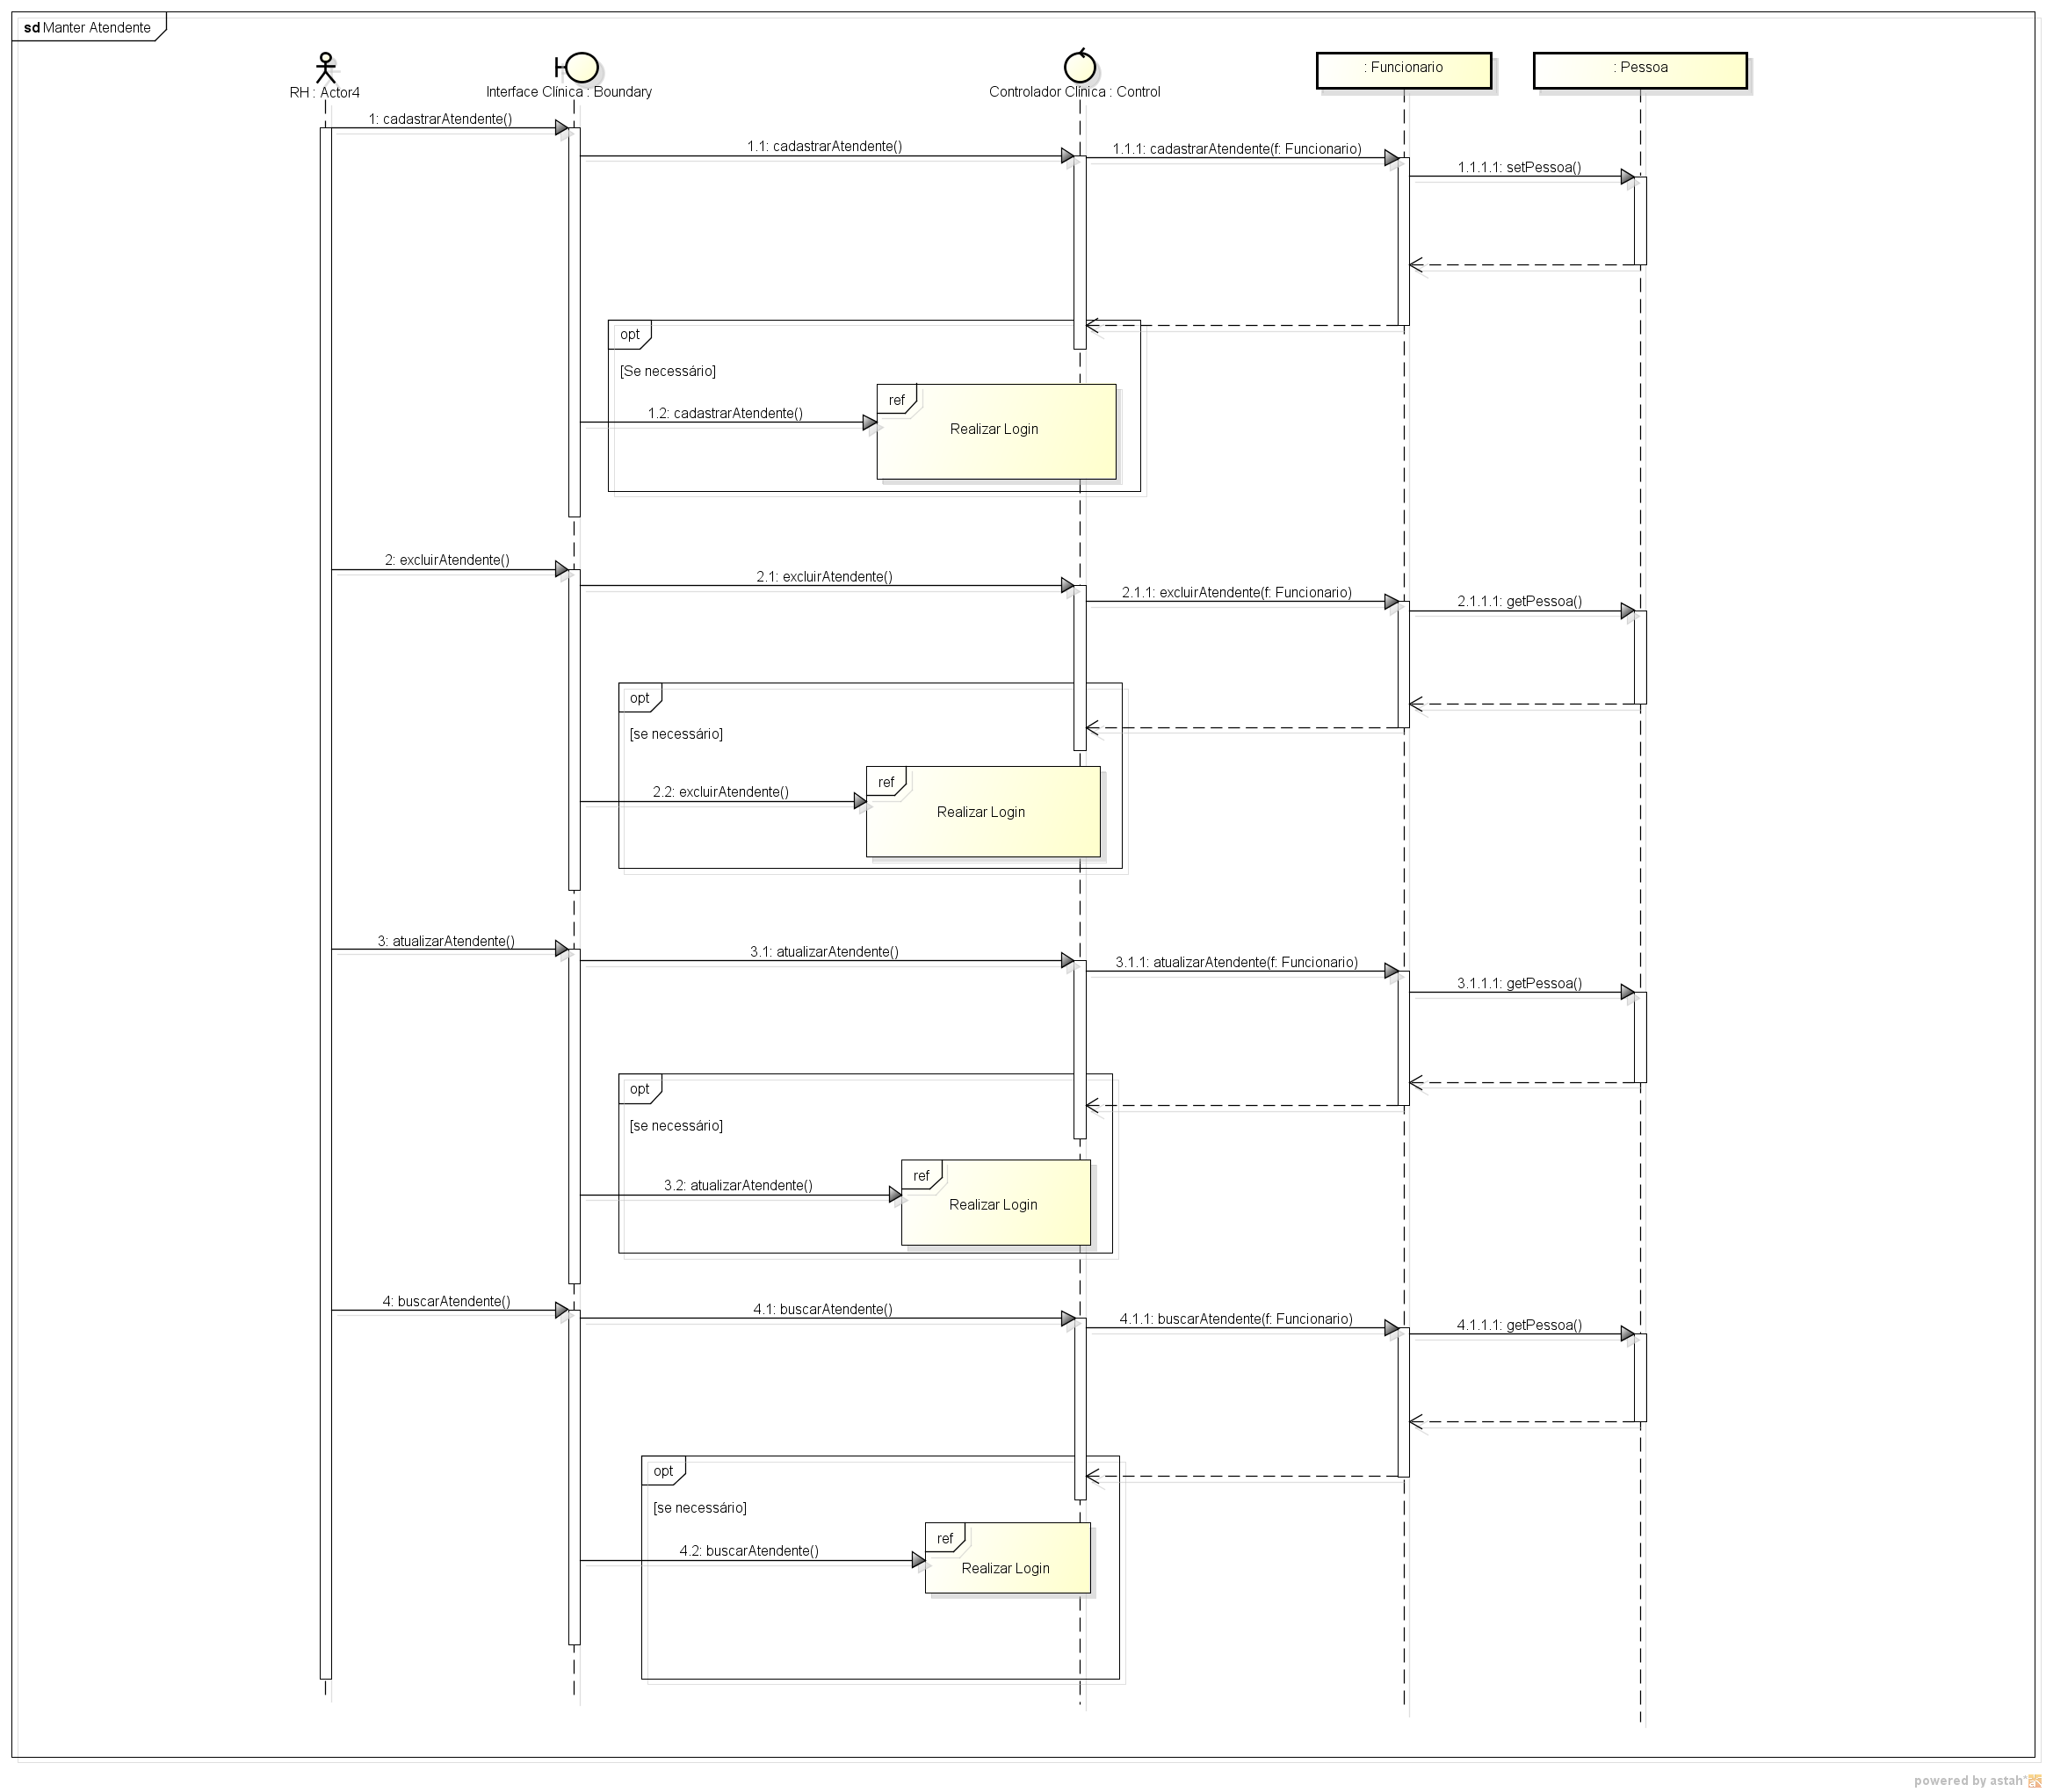 sd Manter Atendente
RH : Actor4
Interface Clínica : Boundary
Controlador Clínica : Control
: Funcionario
: Pessoa
1: cadastrarAtendente()
1.1: cadastrarAtendente()
1.1.1: cadastrarAtendente(f: Funcionario)
1.1.1.1: setPessoa()
opt
[Se necessário]
ref
1.2: cadastrarAtendente()
Realizar Login
2: excluirAtendente()
2.1: excluirAtendente()
2.1.1: excluirAtendente(f: Funcionario)
2.1.1.1: getPessoa()
opt
[se necessário]
ref
2.2: excluirAtendente()
Realizar Login
3: atualizarAtendente()
3.1: atualizarAtendente()
3.1.1: atualizarAtendente(f: Funcionario)
3.1.1.1: getPessoa()
opt
[se necessário]
ref
3.2: atualizarAtendente()
Realizar Login
4: buscarAtendente()
4.1: buscarAtendente()
4.1.1: buscarAtendente(f: Funcionario)
4.1.1.1: getPessoa()
opt
[se necessário]
ref
4.2: buscarAtendente()
Realizar Login
powered by astah*